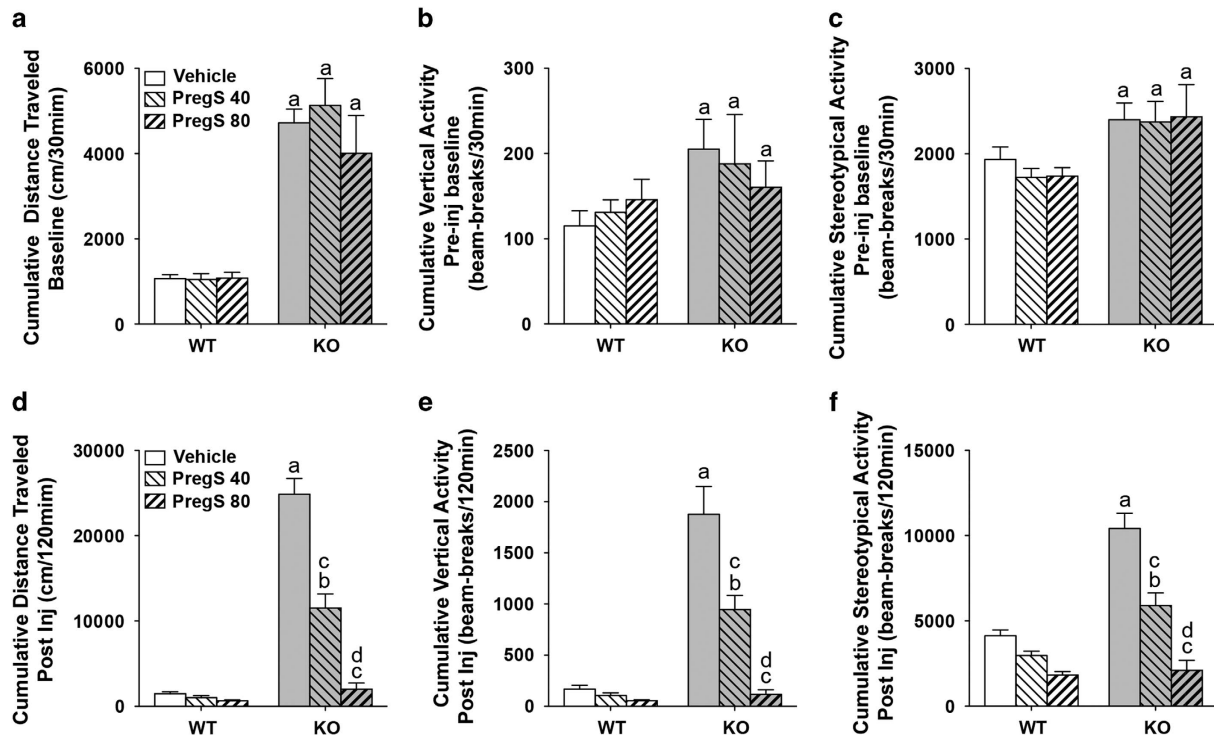 a
Cumulative Distance Traveled
Baseline (cm/30mim)
6000
4000
2000
0
Vehicle
PregS 40
PregS 80
a
a
a
WT
KO
b
Cumulative Vertical Activity
Pre-inj baseline
(beam-breaks/30min)
300
200
100
0
a
a
a
WT
KO
c
Cumulative Stereotypical Activity
Pre-inj baseline
(beam-breaks/30min)
3000
2000
1000
0
a
a
a
WT
KO
d
Cumulative Distance Traveled
Post Inj (cm/120mim)
30000
20000
10000
0
Vehicle
PregS 40
PregS 80
a
c
b
d
c
WT
KO
e
Cumulative Vertical Activity
Post Inj (beam-breaks/120min)
2500
2000
1500
1000
500
0
a
c
b
d
c
WT
KO
f
Cumulative Stereotypical Activity
Post Inj (beam-breaks/120min)
15000
10000
5000
0
a
c
b
d
c
WT
KO